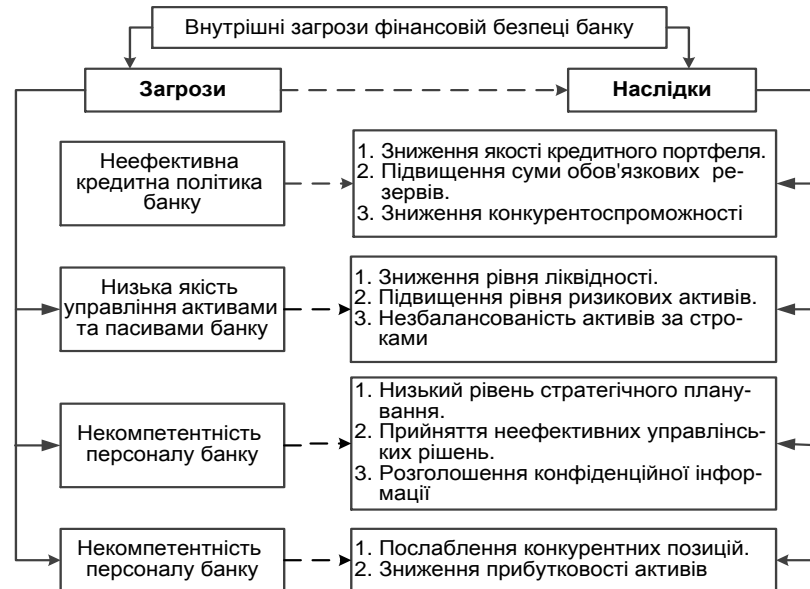 Внутрішні загрози фінансовій безпеці банку
Загрози
Наслідки
Неефективна
кредитна політика
банку
1. Зниження якості кредитного портфеля.
2. Підвищення суми обов'язкових ре-
зервів.
3. Зниження конкурентоспроможності
Низька якість
управління активами
та пасивами банку
1. Зниження рівня ліквідності.
2. Підвищення рівня ризикових активів.
3. Незбалансованість активів за стро-
ками
Некомпетентність
персоналу банку
1. Низький рівень стратегічного плану-
вання.
2. Прийняття неефективних управлінсь-
ких рішень.
3. Розголошення конфіденційної інфор-
мації
Некомпетентність
персоналу банку
1. Послаблення конкурентних позицій.
2. Зниження прибутковості активів